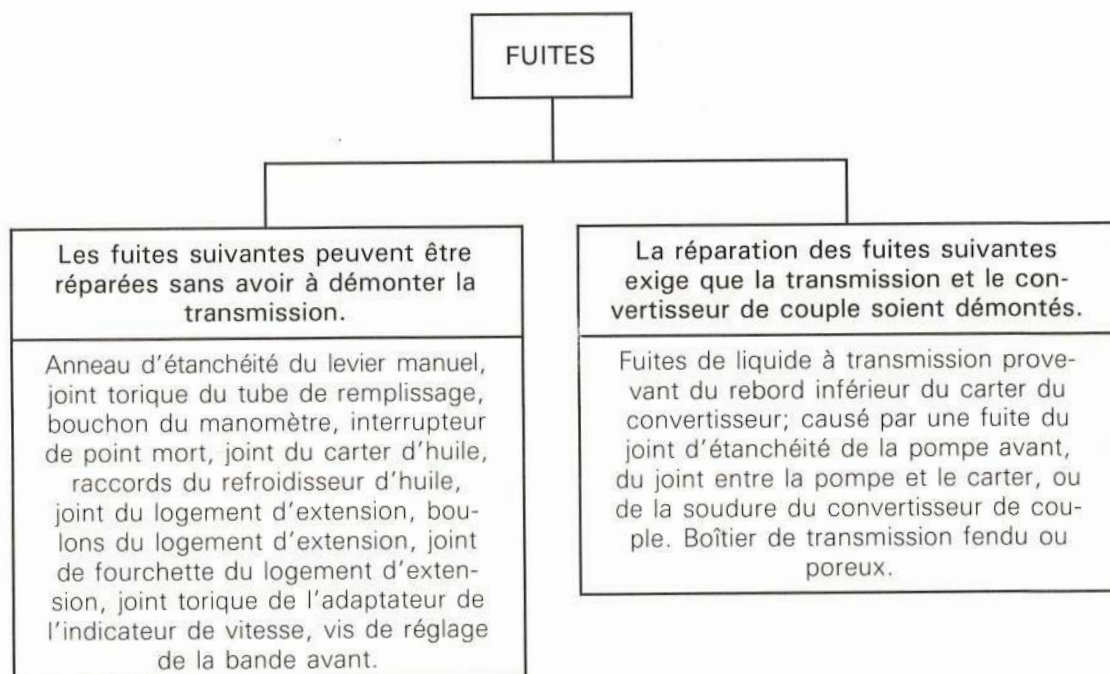 FUITES
Les fuites suivantes peuvent être
réparées sans avoir à démonter la
transmission.
Anneau d'étanchéité du levier manuel,
joint torique du tube de remplissage,
bouchon du manomètre, interrupteur
de point mort, joint du carter d'huile,
raccords du refroidisseur d'huile,
joint du logement d'extension, bou-
lons du logement d'extension, joint
de fourchette du logement d'exten-
sion, joint torique de l'adaptateur de
l'indicateur de vitesse, vis de réglage
de la bande avant.
La réparation des fuites suivantes
exige que la transmission et le con-
vertisseur de couple soient démontés.
Fuites de liquide à transmission prove-
vant du rebord inférieur du carter du
convertisseur; causé par une fuite du
joint d'étanchéité de la pompe avant,
du joint entre la pompe et le carter, ou
de la soudure du convertisseur de cou-
ple. Boîtier de transmission fendu ou
poreux.